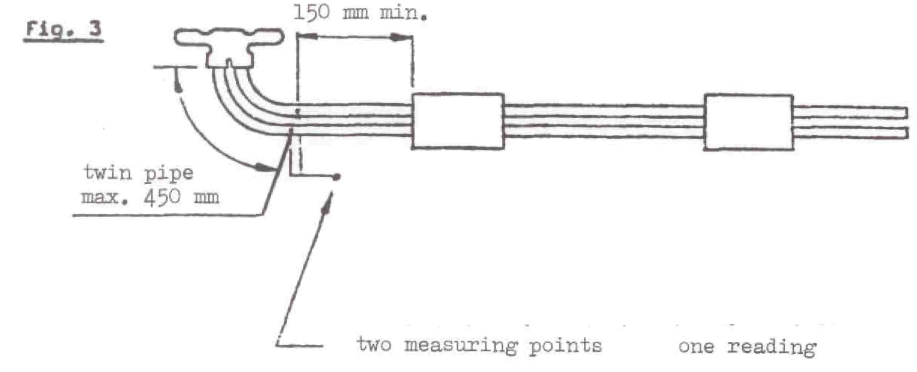 Fig. 3
150 mm min.
twin pipe
max. 450 mm
two measuring points one reading